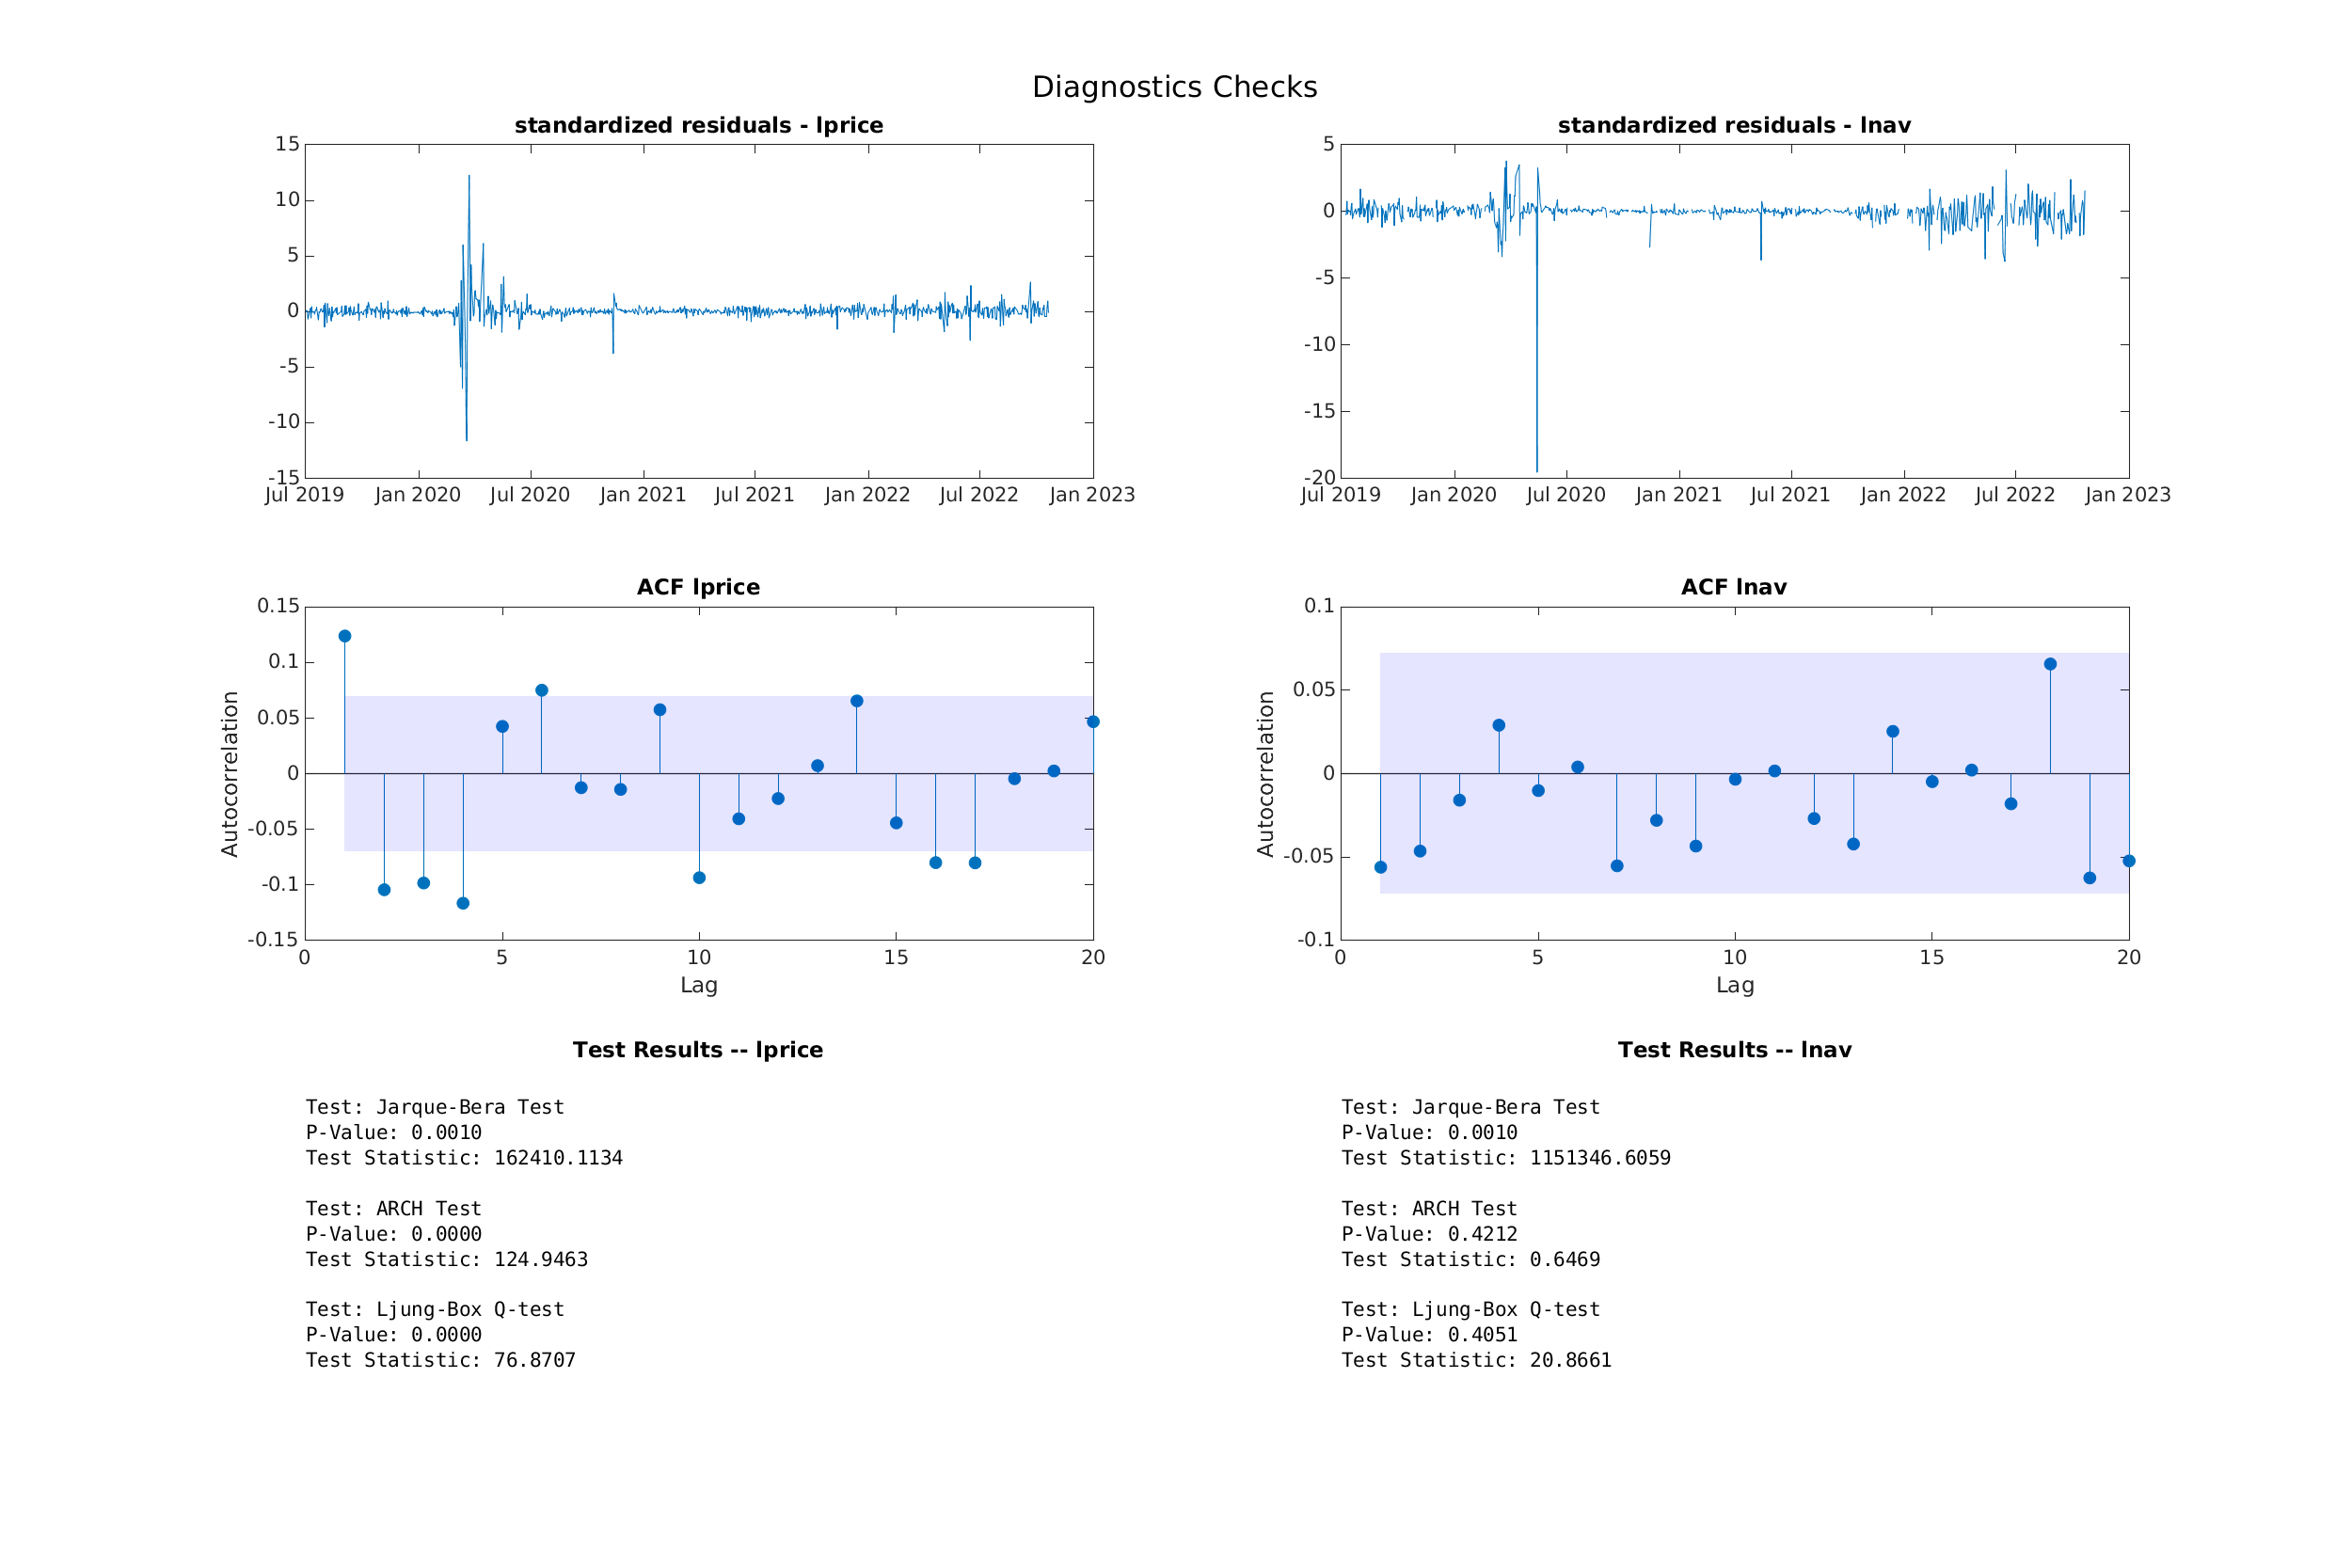 Diagnostics Checks
standardized residuals - lprice
15
10
5
0
-5
-10
-15
Jul 2019 Jan 2020 Jul 2020 Jan 2021 Jul 2021 Jan 2022 Jul 2022 Jan 2023
standardized residuals - lnav
5
0
-5
-10
-15
-20
Jul 2019 Jan 2020 Jul 2020 Jan 2021 Jul 2021 Jan 2022 Jul 2022 Jan 2023
ACF lprice
0.15
0.1
0.05
0
-0.05
-0.1
-0.15
Autocorrelation
0 5 10 15 20
Lag
ACF lnav
0.1
0.05
0
-0.05
-0.1
Autocorrelation
0 5 10 15 20
Lag
Test Results -- lprice
Test: Jarque-Bera Test
P-Value: 0.0010
Test Statistic: 162410.1134
Test: ARCH Test
P-Value: 0.0000
Test Statistic: 124.9463
Test: Ljung-Box Q-test
P-Value: 0.0000
Test Statistic: 76.8707
Test Results -- lnav
Test: Jarque-Bera Test
P-Value: 0.0010
Test Statistic: 1151346.6059
Test: ARCH Test
P-Value: 0.4212
Test Statistic: 0.6469
Test: Ljung-Box Q-test
P-Value: 0.4051
Test Statistic: 20.8661